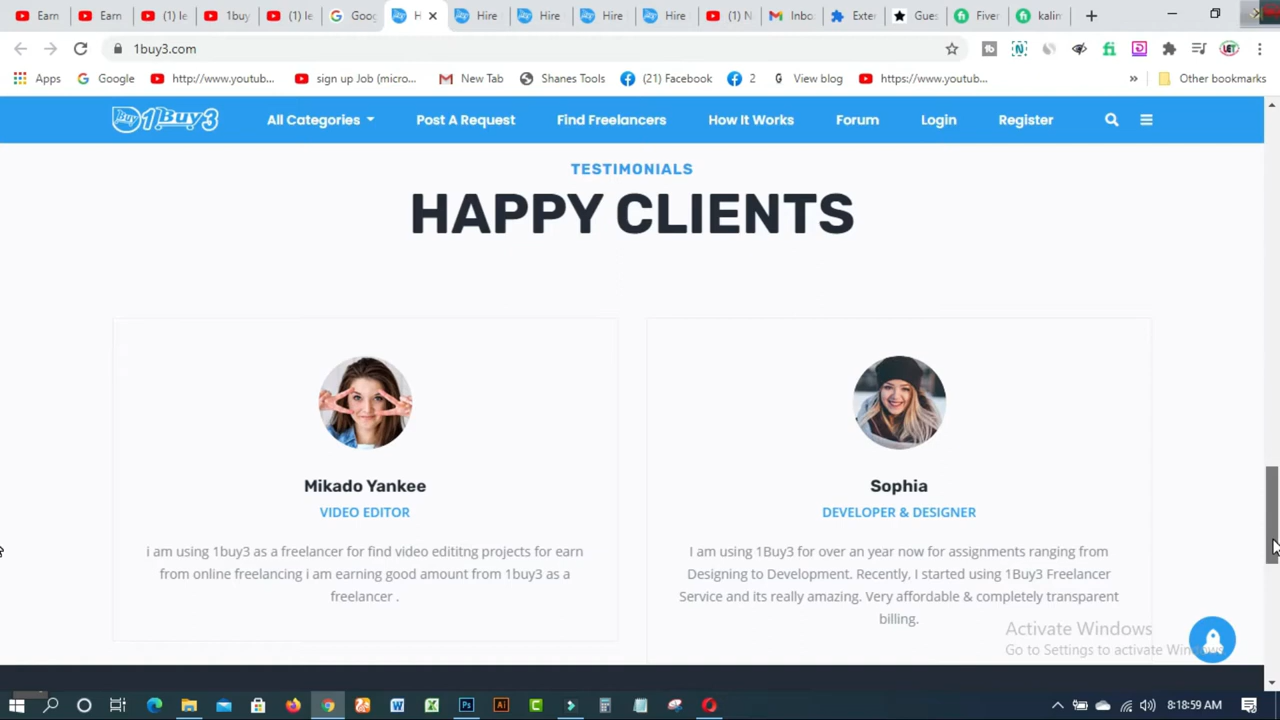 Earn
Earn
(1) le
1buy
(1) le
Goog
H
Hire
Hire
Hire
Hire
(1) N
Inbo
Exter
Gues
Fiver
kalim
1buy3.com
Apps
Google
http://www.youtub...
sign up Job (micro...
New Tab
Shanes Tools
(21) Facebook
2
View blog
https://www.youtub...
»
Other bookmarks
Buy 1Buy3
All Categories
Post A Request
Find Freelancers
How It Works
Forum
Login
Register
TESTIMONIALS
HAPPY CLIENTS
Mikado Yankee
VIDEO EDITOR
i am using 1buy3 as a freelancer for find video edititng projects for earn
from online freelancing i am earning good amount from 1buy3 as a
freelancer .
Sophia
DEVELOPER & DESIGNER
I am using 1Buy3 for over an year now for assignments ranging from
Designing to Development. Recently, I started using 1Buy3 Freelancer
Service and its really amazing. Very affordable & completely transparent
billing.
Activate Windows
Go to Settings to activate Windows.
8:18:59 AM